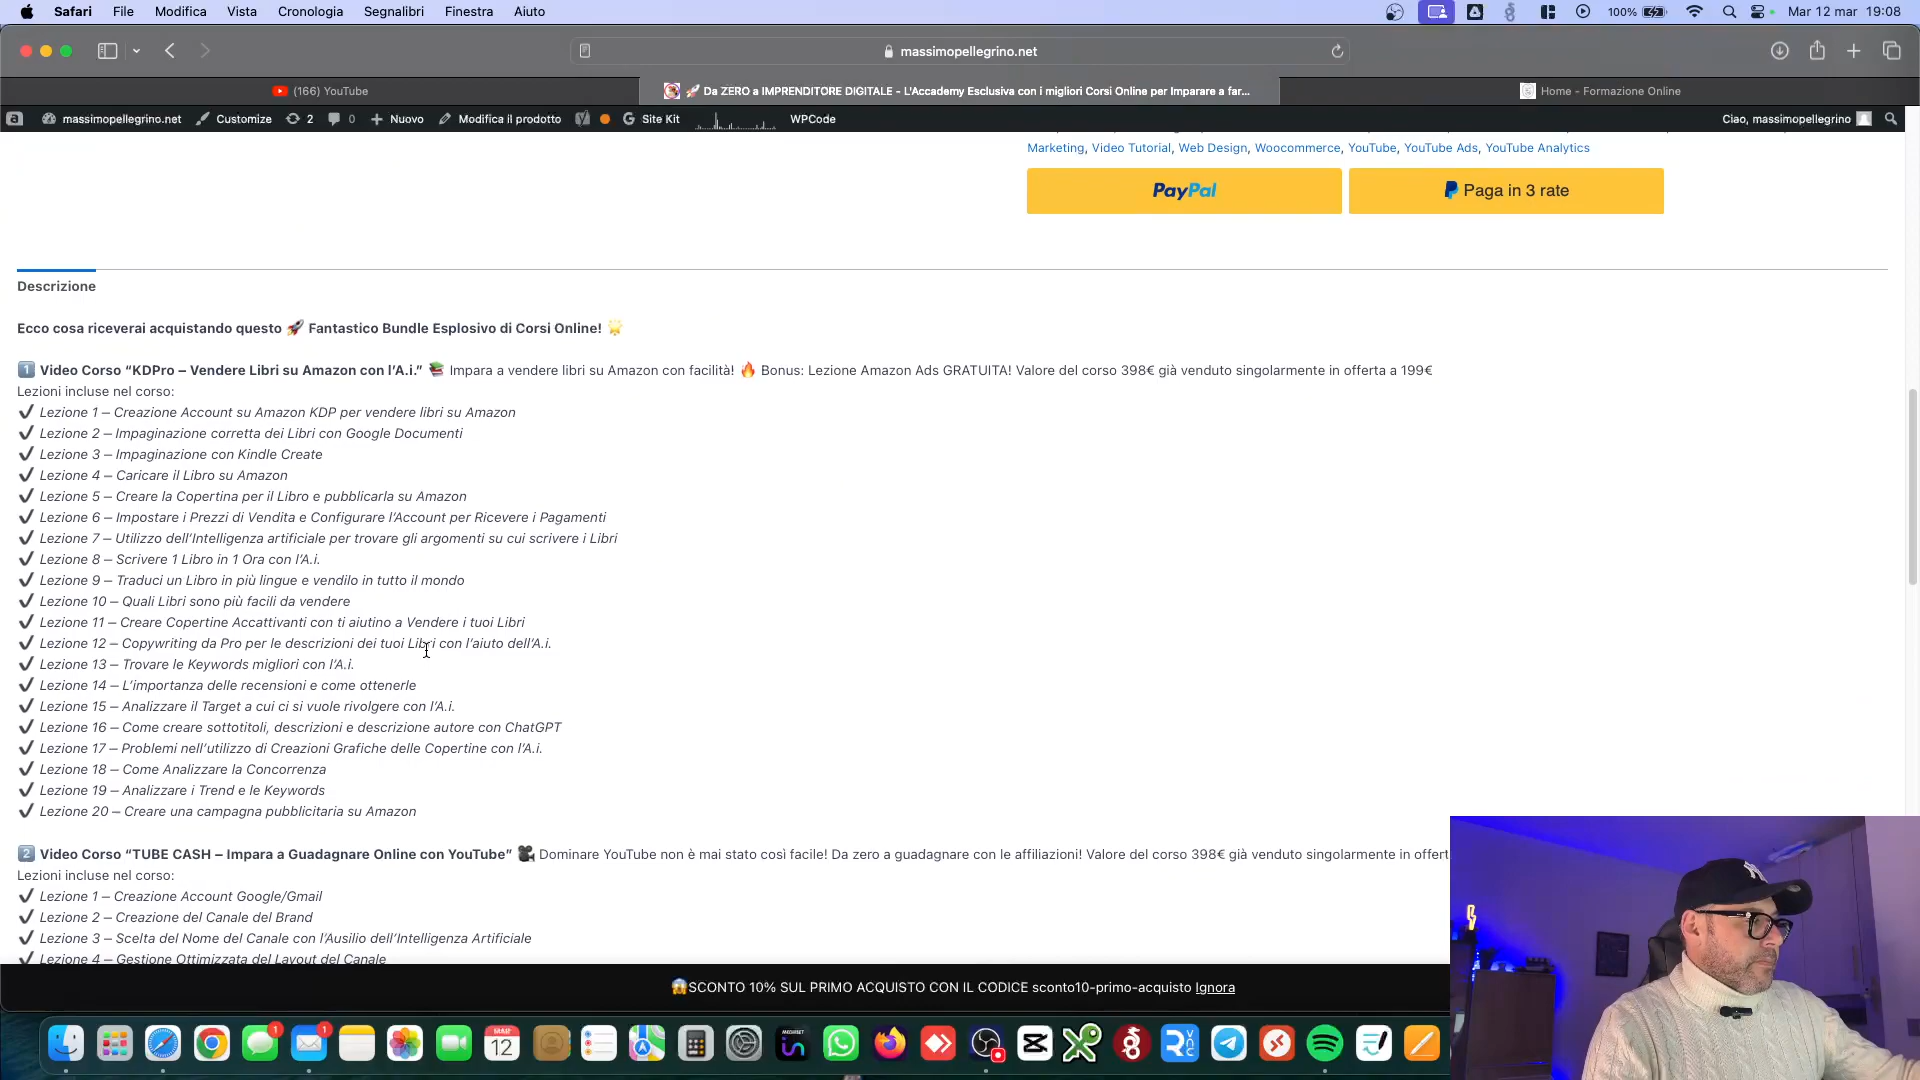 Safari File Modifica Vista Cronologia Segnalibri Finestra Aiuto 100% Mar 12 mar 19:08
massimopellegrino.net
(166) YouTube
🚀 Da ZERO a IMPRENDITORE DIGITALE - L'Accademy Esclusiva con i migliori Corsi Online per Imparare a far...
Home - Formazione Online
massimopellegrino.net Customize 2 0 Nuovo Modifica il prodotto Site Kit WPCode Ciao, massimopellegrino
Marketing, Video Tutorial, Web Design, Woocommerce, YouTube, YouTube Ads, YouTube Analytics
PayPal
Paga in 3 rate
Descrizione
Ecco cosa riceverai acquistando questo 🚀 Fantastico Bundle Esplosivo di Corsi Online! 🌟
1️⃣ Video Corso “KDPro – Vendere Libri su Amazon con l’A.i.” 📚 Impara a vendere libri su Amazon con facilità! 🔥 Bonus: Lezione Amazon Ads GRATUITA! Valore del corso 398€ già venduto singolarmente in offerta a 199€
Lezioni incluse nel corso:
✔ Lezione 1 – Creazione Account su Amazon KDP per vendere libri su Amazon
✔ Lezione 2 – Impaginazione corretta dei Libri con Google Documenti
✔ Lezione 3 – Impaginazione con Kindle Create
✔ Lezione 4 – Caricare il Libro su Amazon
✔ Lezione 5 – Creare la Copertina per il Libro e pubblicarla su Amazon
✔ Lezione 6 – Impostare i Prezzi di Vendita e Configurare l’Account per Ricevere i Pagamenti
✔ Lezione 7 – Utilizzo dell’Intelligenza artificiale per trovare gli argomenti su cui scrivere i Libri
✔ Lezione 8 – Scrivere 1 Libro in 1 Ora con l’A.i.
✔ Lezione 9 – Traduci un Libro in più lingue e vendilo in tutto il mondo
✔ Lezione 10 – Quali Libri sono più facili da vendere
✔ Lezione 11 – Creare Copertine Accattivanti con ti aiutino a Vendere i tuoi Libri
✔ Lezione 12 – Copywriting da Pro per le descrizioni dei tuoi Libri con l’aiuto dell’A.i.
✔ Lezione 13 – Trovare le Keywords migliori con l’A.i.
✔ Lezione 14 – L’importanza delle recensioni e come ottenerle
✔ Lezione 15 – Analizzare il Target a cui ci si vuole rivolgere con l’A.i.
✔ Lezione 16 – Come creare sottotitoli, descrizioni e descrizione autore con ChatGPT
✔ Lezione 17 – Problemi nell’utilizzo di Creazioni Grafiche delle Copertine con l’A.i.
✔ Lezione 18 – Come Analizzare la Concorrenza
✔ Lezione 19 – Analizzare i Trend e le Keywords
✔ Lezione 20 – Creare una campagna pubblicitaria su Amazon
2️⃣ Video Corso “TUBE CASH – Impara a Guadagnare Online con YouTube” 🎥 Dominare YouTube non è mai stato così facile! Da zero a guadagnare con le affiliazioni! Valore del corso 398€ già venduto singolarmente in offert
Lezioni incluse nel corso:
✔ Lezione 1 – Creazione Account Google/Gmail
✔ Lezione 2 – Creazione del Canale del Brand
✔ Lezione 3 – Scelta del Nome del Canale con l’Ausilio dell’Intelligenza Artificiale
✔ Lezione 4 – Gestione Ottimizzata del Layout del Canale
😱SCONTO 10% SUL PRIMO ACQUISTO CON IL CODICE sconto10-primo-acquisto Ignora
1
1
MAR
12